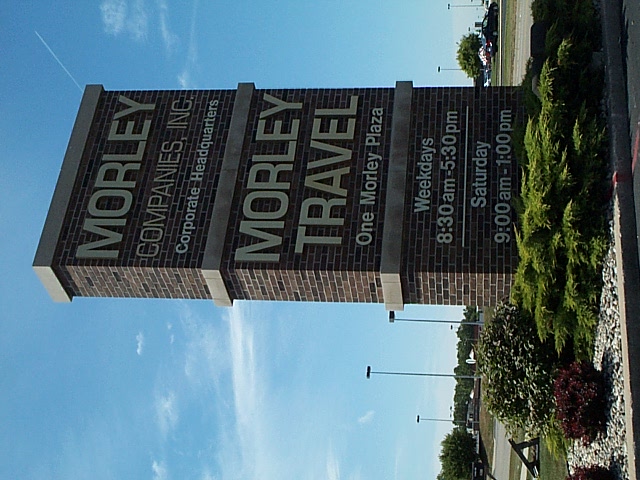 MORLEY
COMPANIES, INC.
Corporate Headquarters
MORLEY
TRAVEL
One Morley Plaza
Weekdays
8:30am-5:30pm
Saturday
9:00am-1:00pm